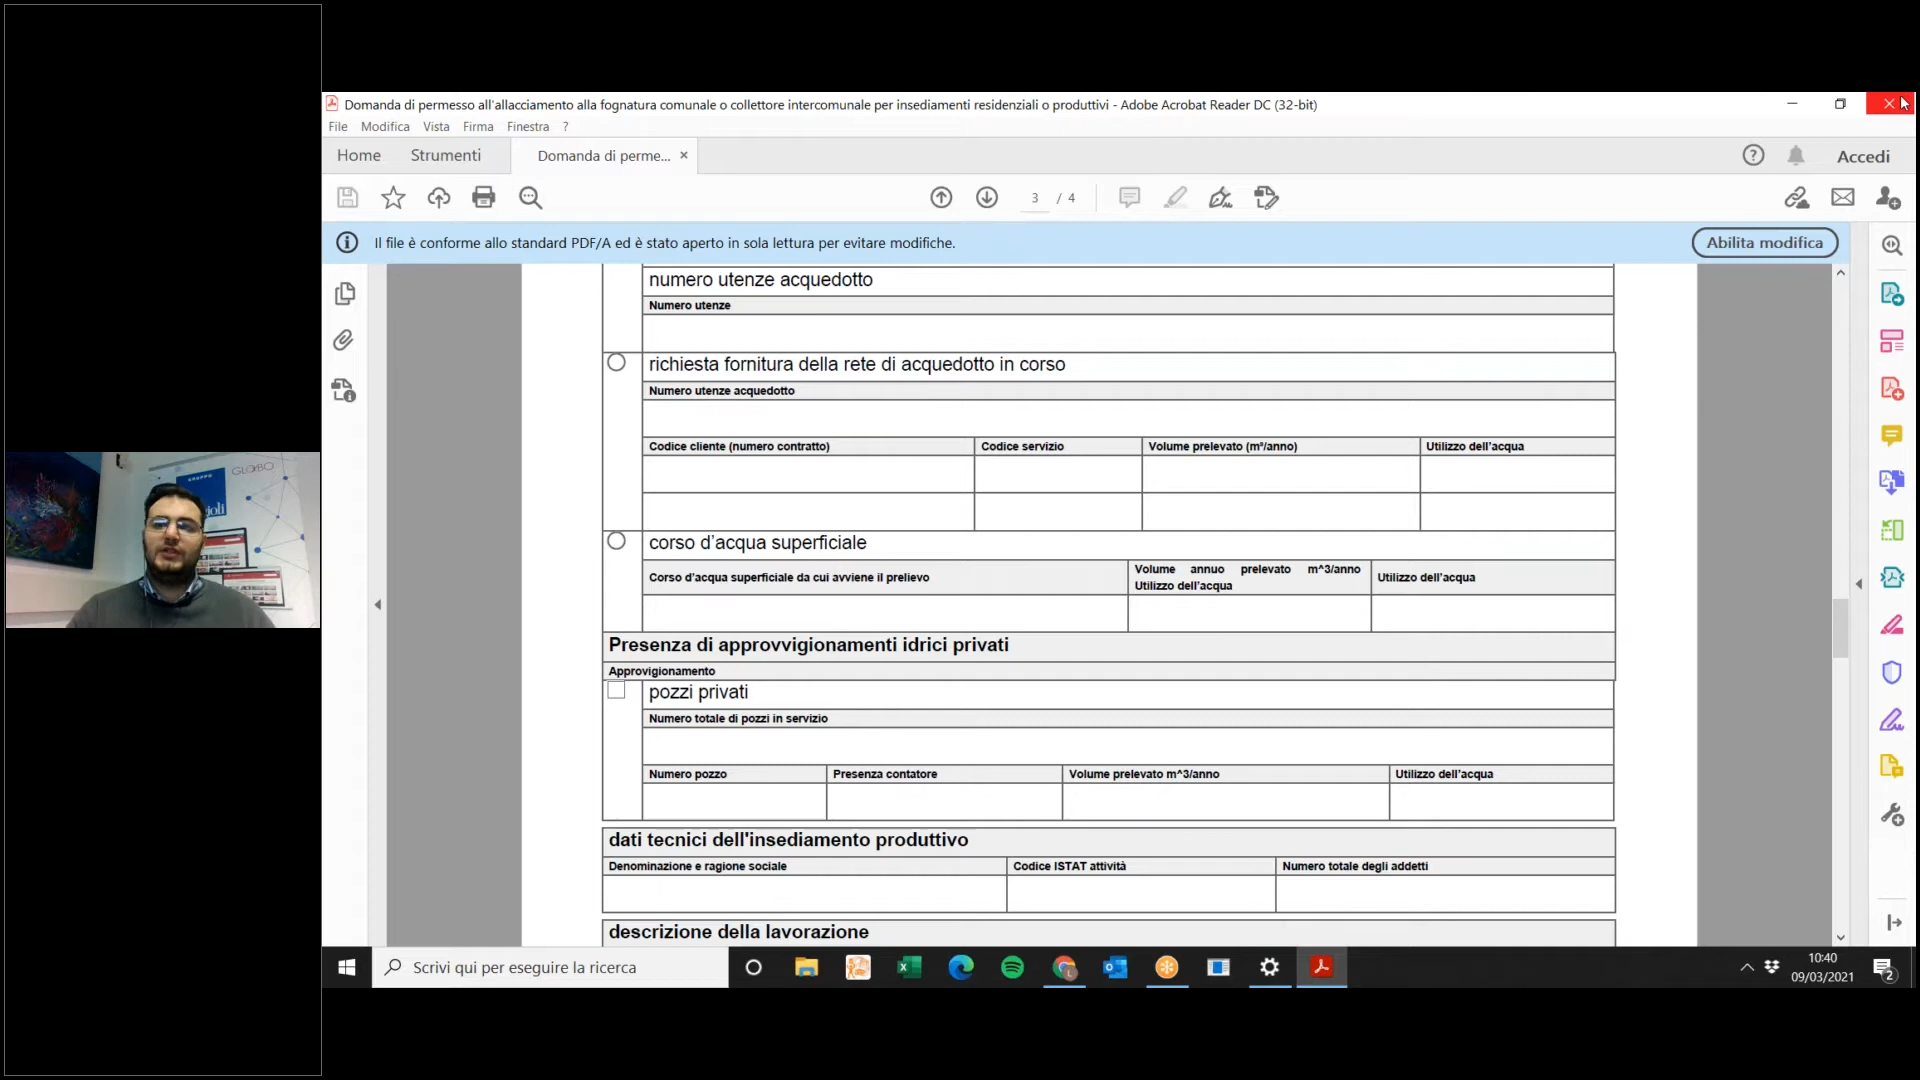 Domanda di permesso all'allacciamento alla fognatura comunale o collettore intercomunale per insediamenti residenziali o produttivi - Adobe Acrobat Reader DC (32-bit)
File Modifica Vista Firma Finestra ?
Home Strumenti Domanda di perme... × Accedi
3 / 4
Il file è conforme allo standard PDF/A ed è stato aperto in sola lettura per evitare modifiche. Abilita modifica
numero utenze acquedotto
Numero utenze
richiesta fornitura della rete di acquedotto in corso
Numero utenze acquedotto
Codice cliente (numero contratto) Codice servizio Volume prelevato (m³/anno) Utilizzo dell'acqua
corso d'acqua superficiale
Corso d'acqua superficiale da cui avviene il prelievo Volume annuo prelevato m^3/anno Utilizzo dell'acqua
Utilizzo dell'acqua
Presenza di approvvigionamenti idrici privati
Approvigionamento
pozzi privati
Numero totale di pozzi in servizio
Numero pozzo Presenza contatore Volume prelevato m^3/anno Utilizzo dell'acqua
dati tecnici dell'insediamento produttivo
Denominazione e ragione sociale Codice ISTAT attività Numero totale degli addetti
descrizione della lavorazione
GRUPPO
GLOBO
Scrivi qui per eseguire la ricerca
10:40
09/03/2021
2